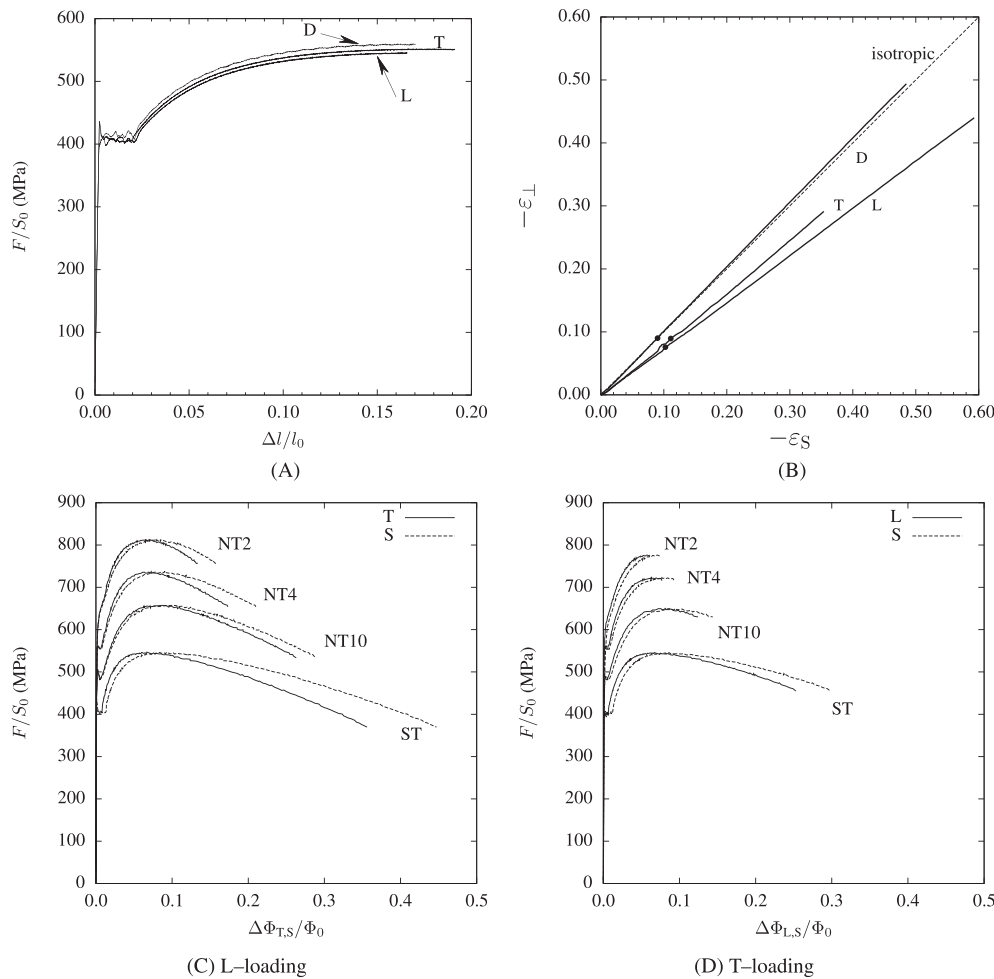 600
500
400
300
200
100
0
0.00
0.05
0.10
0.15
0.20
D
T
L
F/S₀ (MPa)
Δl/l₀
(A)
0.60
0.50
0.40
0.30
0.20
0.10
0.00
0.00
0.10
0.20
0.30
0.40
0.50
0.60
isotropic
D
T
L
−ε⊥
−εS
(B)
900
800
700
600
500
400
300
200
100
0
0.0
0.1
0.2
0.3
0.4
0.5
T
S
NT2
NT4
NT10
ST
F/S₀ (MPa)
ΔΦT,S/Φ₀
(C) L–loading
900
800
700
600
500
400
300
200
100
0
0.0
0.1
0.2
0.3
0.4
0.5
L
S
NT2
NT4
NT10
ST
F/S₀ (MPa)
ΔΦL,S/Φ₀
(D) T–loading